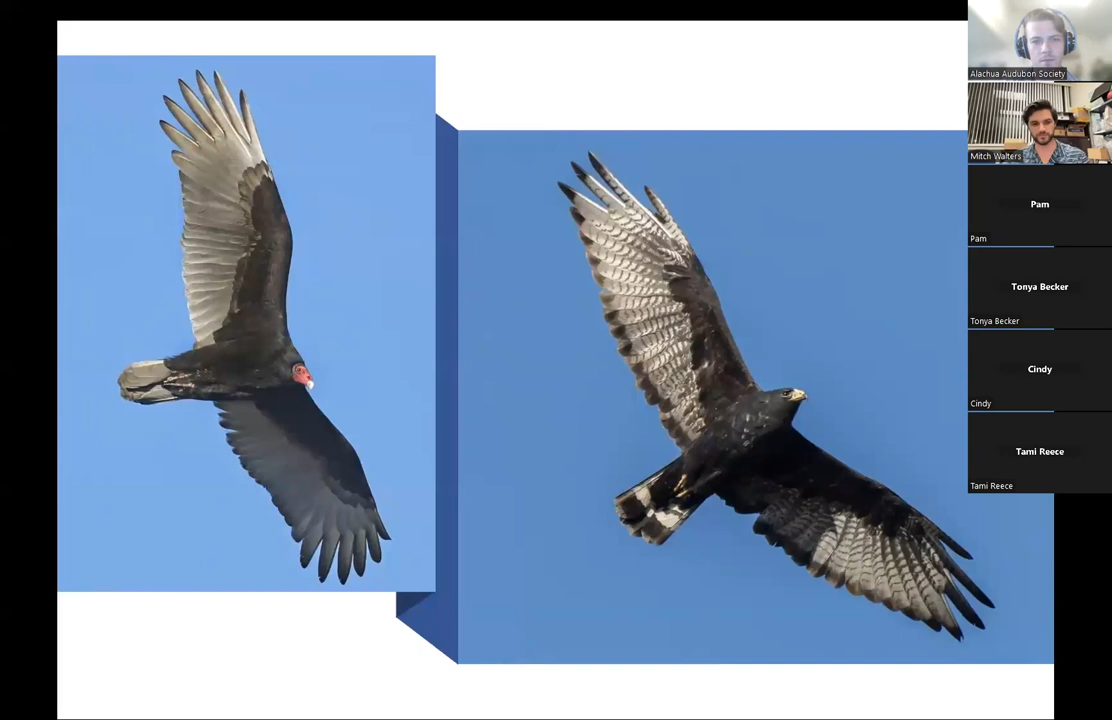 Alachua Audubon Society
Mitch Walters
Pam
Pam
Tonya Becker
Tonya Becker
Cindy
Cindy
Tami Reece
Tami Reece